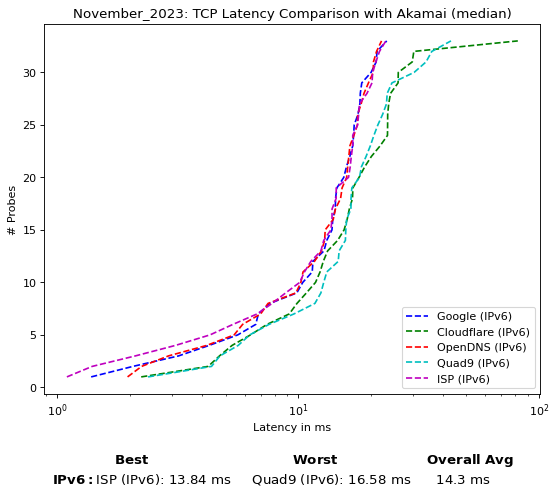 November_2023: TCP Latency Comparison with Akamai (median)
# Probes
30
25
20
15
10
5
0
Google (IPv6)
Cloudflare (IPv6)
OpenDNS (IPv6)
Quad9 (IPv6)
ISP (IPv6)
10⁰ 10¹ 10²
Latency in ms
Best Worst Overall Avg
IPv6: ISP (IPv6): 13.84 ms Quad9 (IPv6): 16.58 ms 14.3 ms